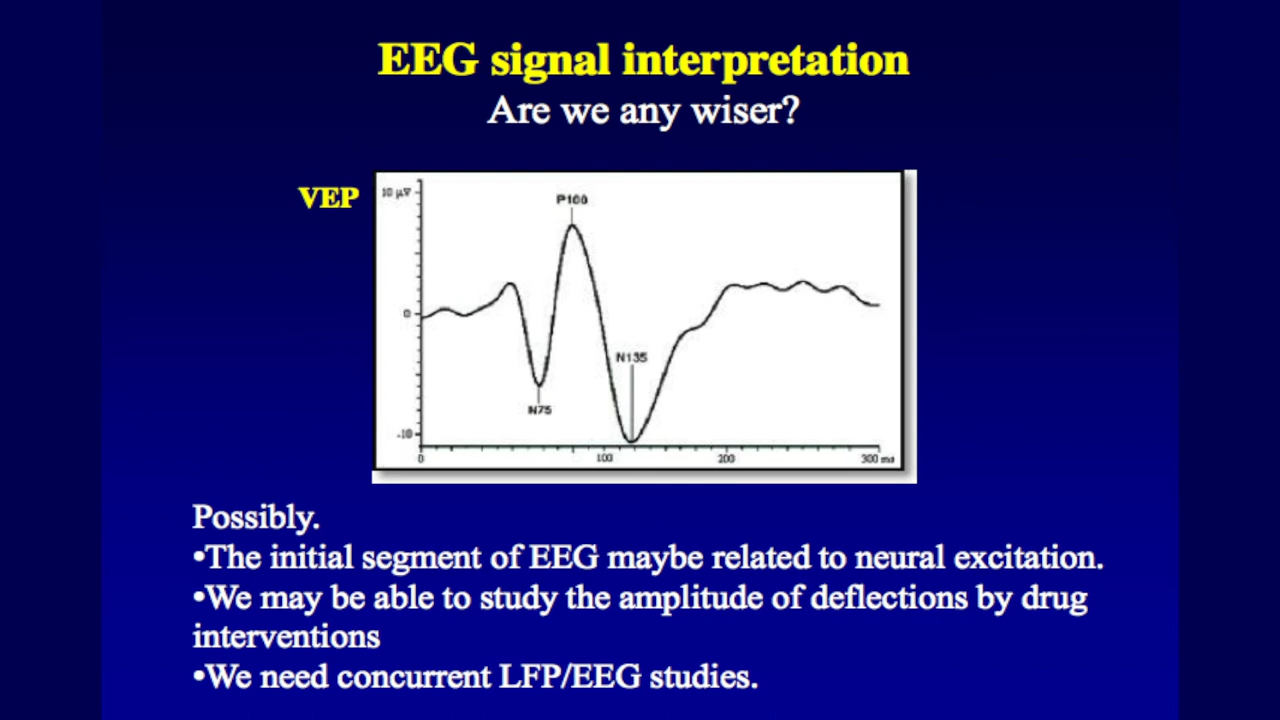 EEG signal interpretation
Are we any wiser?
VEP
10 µV
P100
0
N135
N75
-10
0
100
200
300 ms
Possibly.
•The initial segment of EEG maybe related to neural excitation.
•We may be able to study the amplitude of deflections by drug
interventions
•We need concurrent LFP/EEG studies.